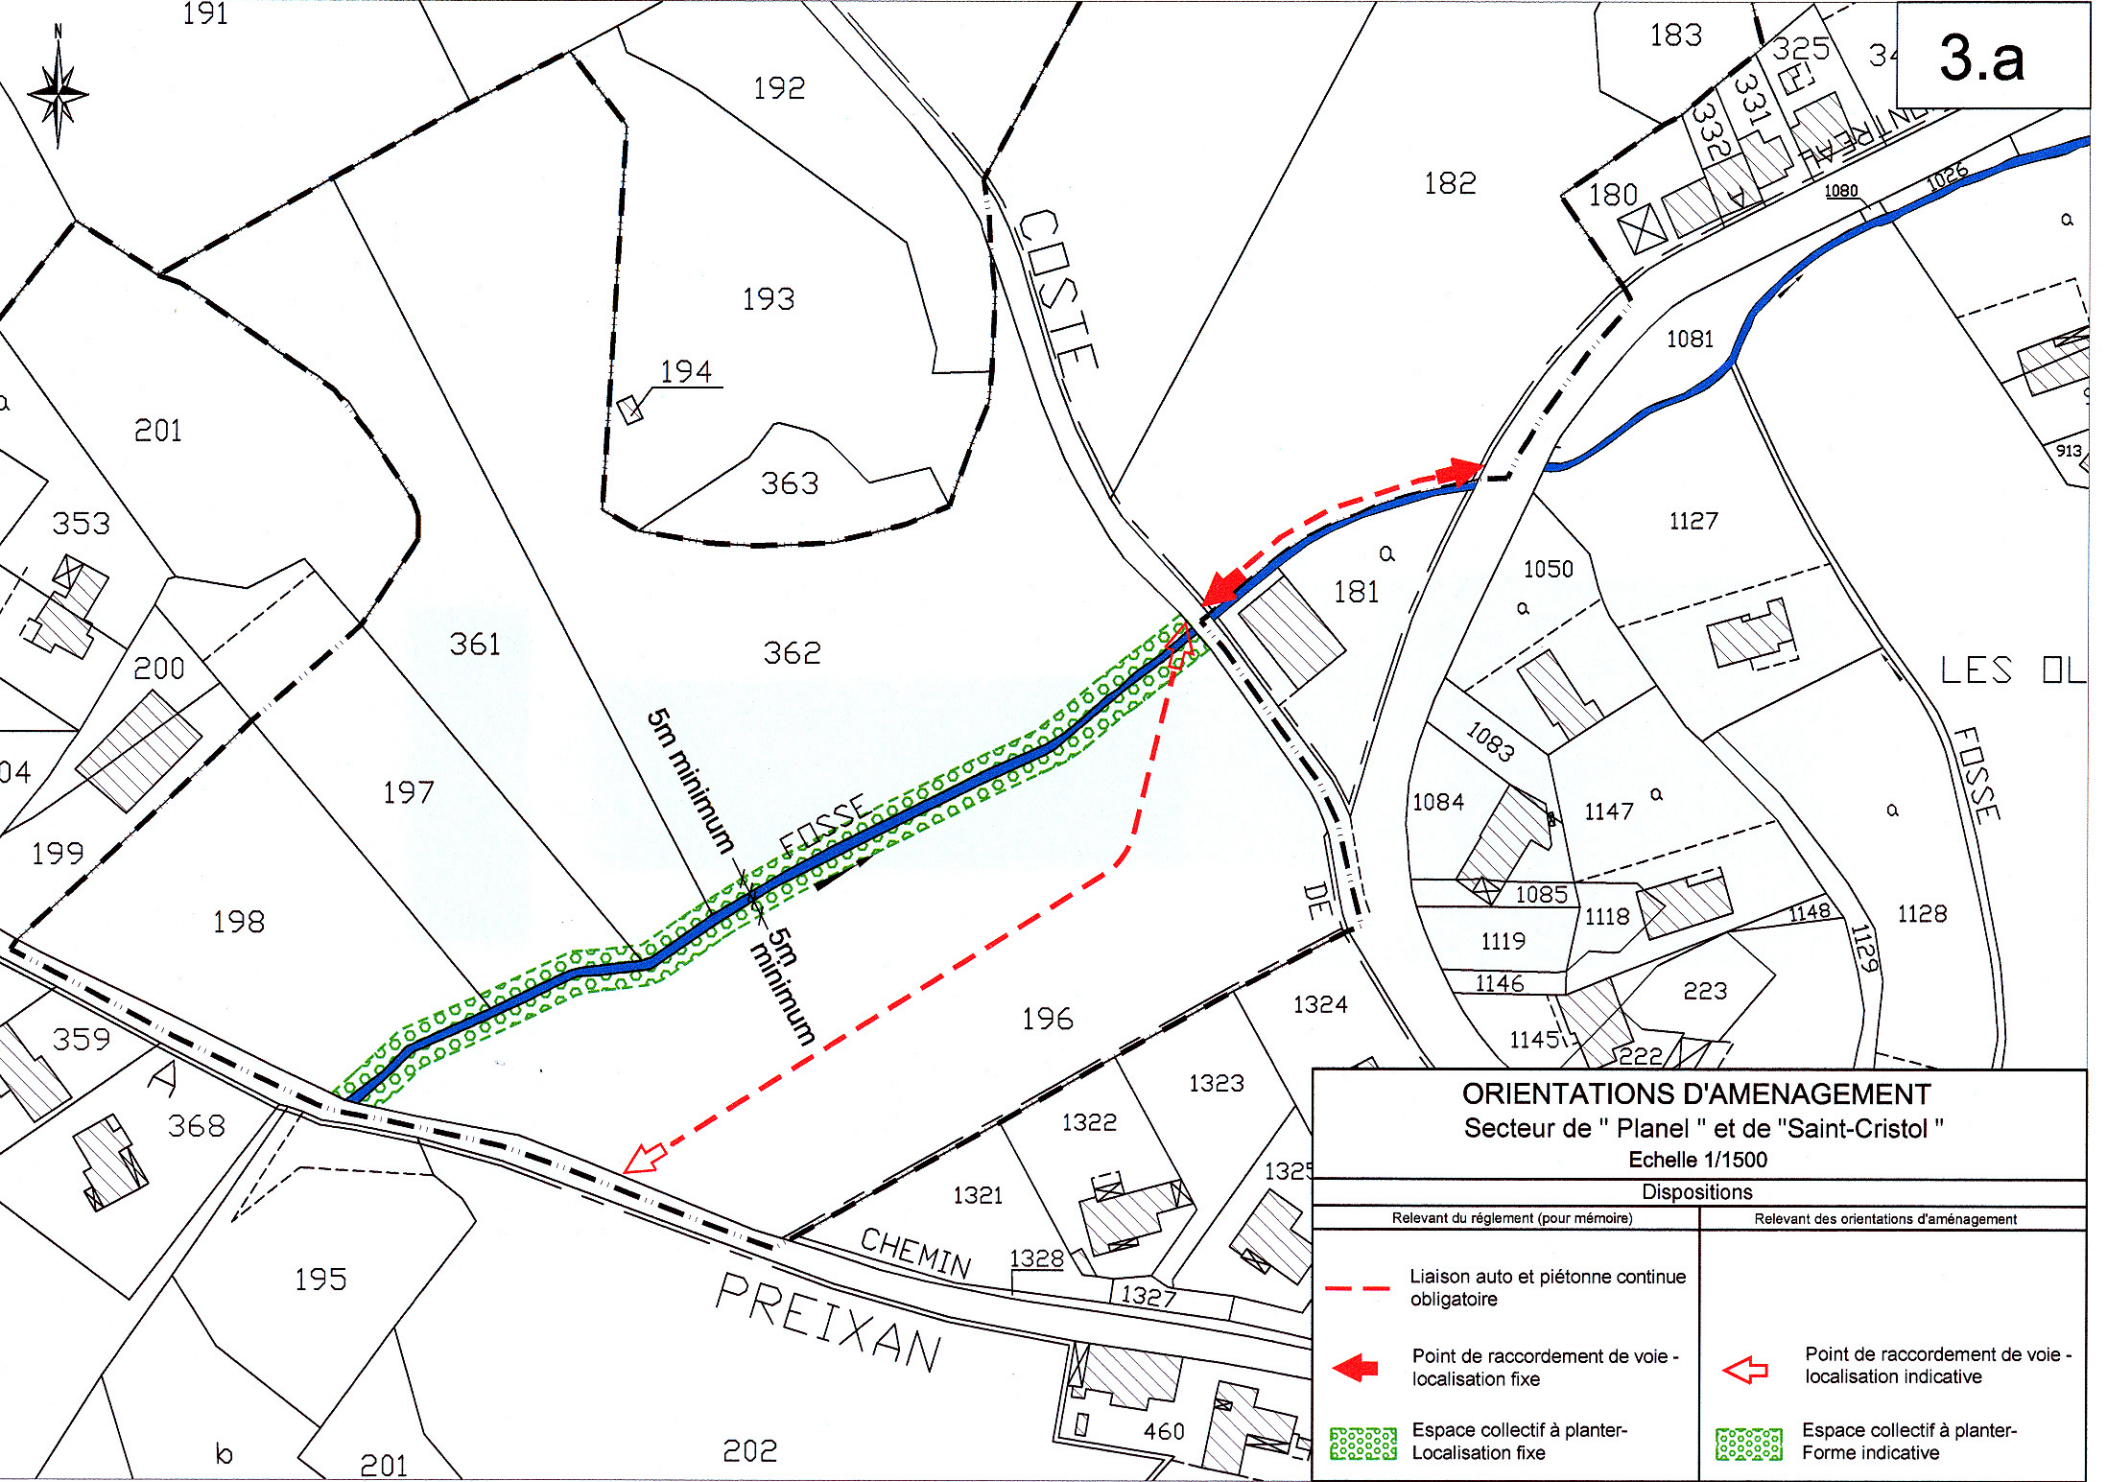 191
N
192
183
325
3.a
331
332
182
180
1080
1026
a
COSTE
193
1081
194
a
201
363
913
353
1127
a
181
1050
a
200
361
362
LES OL
5m minimum
1083
FOSSE
04
197
1084
1147
a
a
FOSSE
199
198
DE
1085
1118
1148
1128
5m
minimum
1119
1129
1146
223
196
1324
359
1145
222
A
368
1323
1322
1321
1325
195
CHEMIN
1328
1327
PREIXAN
460
b
201
202
ORIENTATIONS D'AMENAGEMENT
Secteur de " Planel " et de "Saint-Cristol "
Echelle 1/1500
Dispositions
Relevant du réglement (pour mémoire)
Relevant des orientations d'aménagement
Liaison auto et piétonne continue
obligatoire
Point de raccordement de voie -
localisation fixe
Point de raccordement de voie -
localisation indicative
Espace collectif à planter-
Localisation fixe
Espace collectif à planter-
Forme indicative